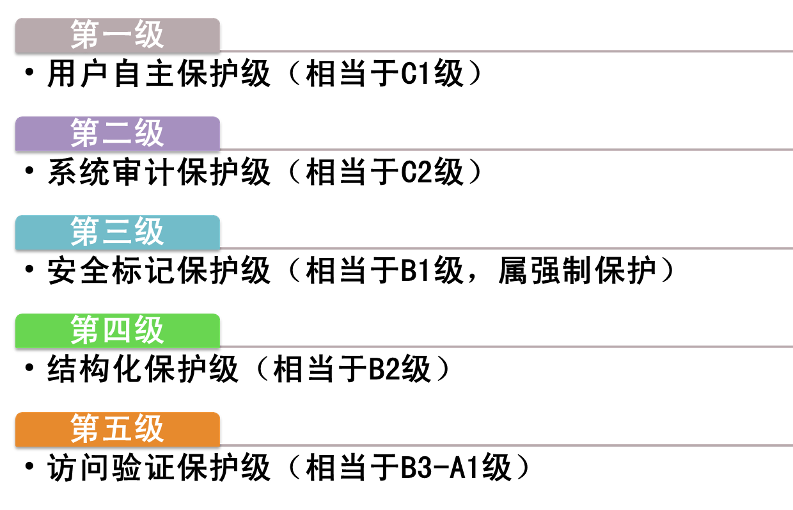 第一级
• 用户自主保护级（相当于C1级）
第二级
• 系统审计保护级（相当于C2级）
第三级
• 安全标记保护级（相当于B1级，属强制保护）
第四级
• 结构化保护级（相当于B2级）
第五级
• 访问验证保护级（相当于B3-A1级）